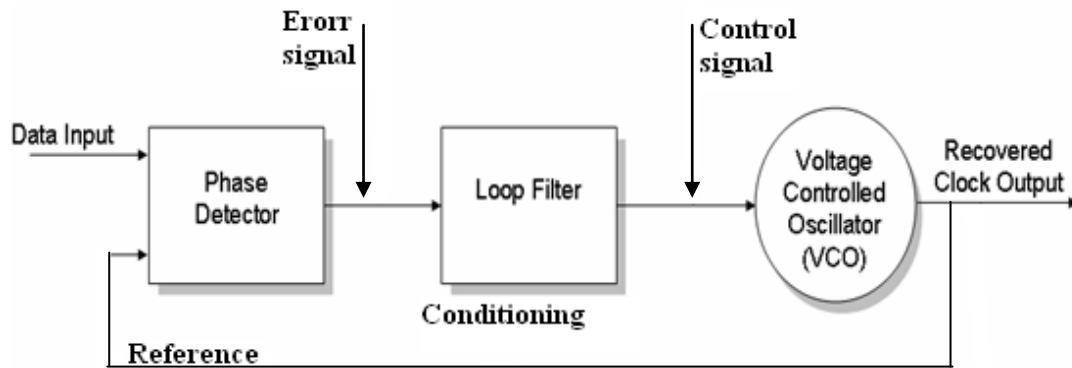 Erorr
signal
Control
signal
Data Input
Phase
Detector
Loop Filter
Voltage
Controlled
Oscillator
(VCO)
Recovered
Clock Output
Conditioning
Reference